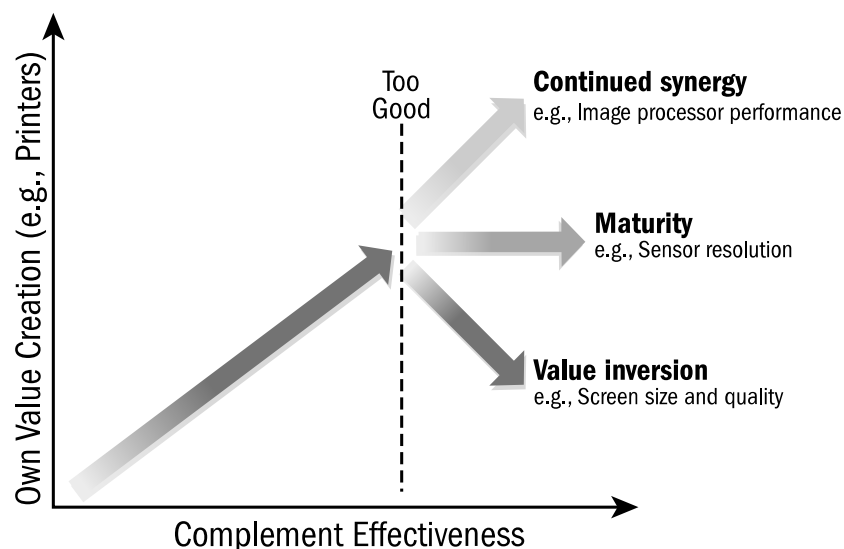 Own Value Creation (e.g., Printers)
Too
Good
Continued synergy
e.g., Image processor performance
Maturity
e.g., Sensor resolution
Value inversion
e.g., Screen size and quality
Complement Effectiveness